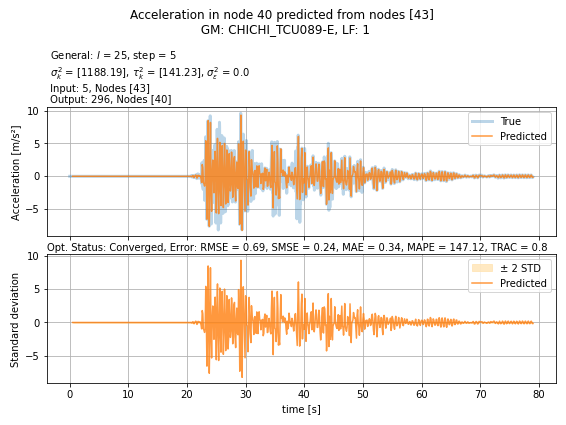 Acceleration in node 40 predicted from nodes [43]
GM: CHICHI_TCU089-E, LF: 1
General: l = 25, step = 5
σ²ₖ = [1188.19], τ²ₖ = [141.23], σ²ε = 0.0
Input: 5, Nodes [43]
Output: 296, Nodes [40]
10
5
0
−5
Acceleration [m/s²]
True
Predicted
Opt. Status: Converged, Error: RMSE = 0.69, SMSE = 0.24, MAE = 0.34, MAPE = 147.12, TRAC = 0.8
10
5
0
−5
Standard deviation
± 2 STD
Predicted
0 10 20 30 40 50 60 70 80
time [s]